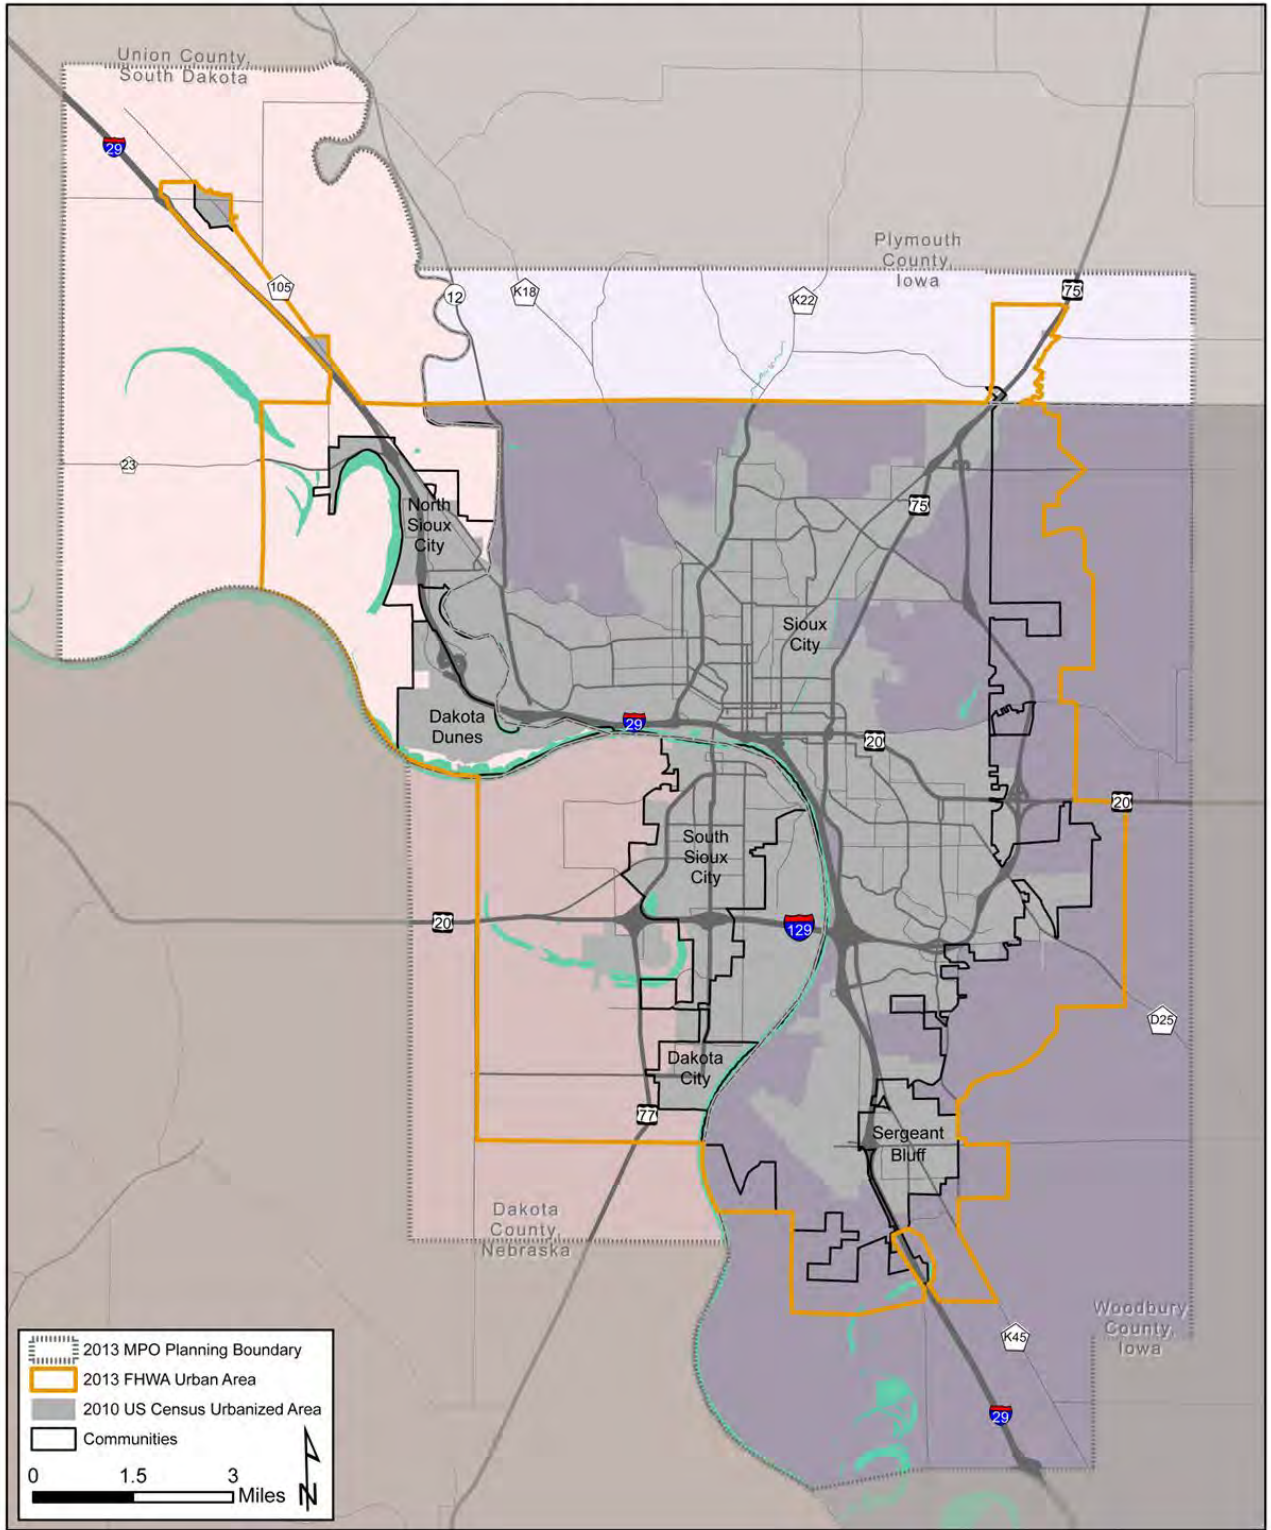 Union County,
South Dakota
29
105
12
K18
K22
Plymouth
County,
Iowa
75
23
North
Sioux
City
75
Sioux
City
Dakota
Dunes
29
20
20
South
Sioux
City
20
129
D25
Dakota
City
77
Sergeant
Bluff
Dakota
County,
Nebraska
Woodbury
County,
Iowa
K45
29
2013 MPO Planning Boundary
2013 FHWA Urban Area
2010 US Census Urbanized Area
Communities
0 1.5 3
Miles N